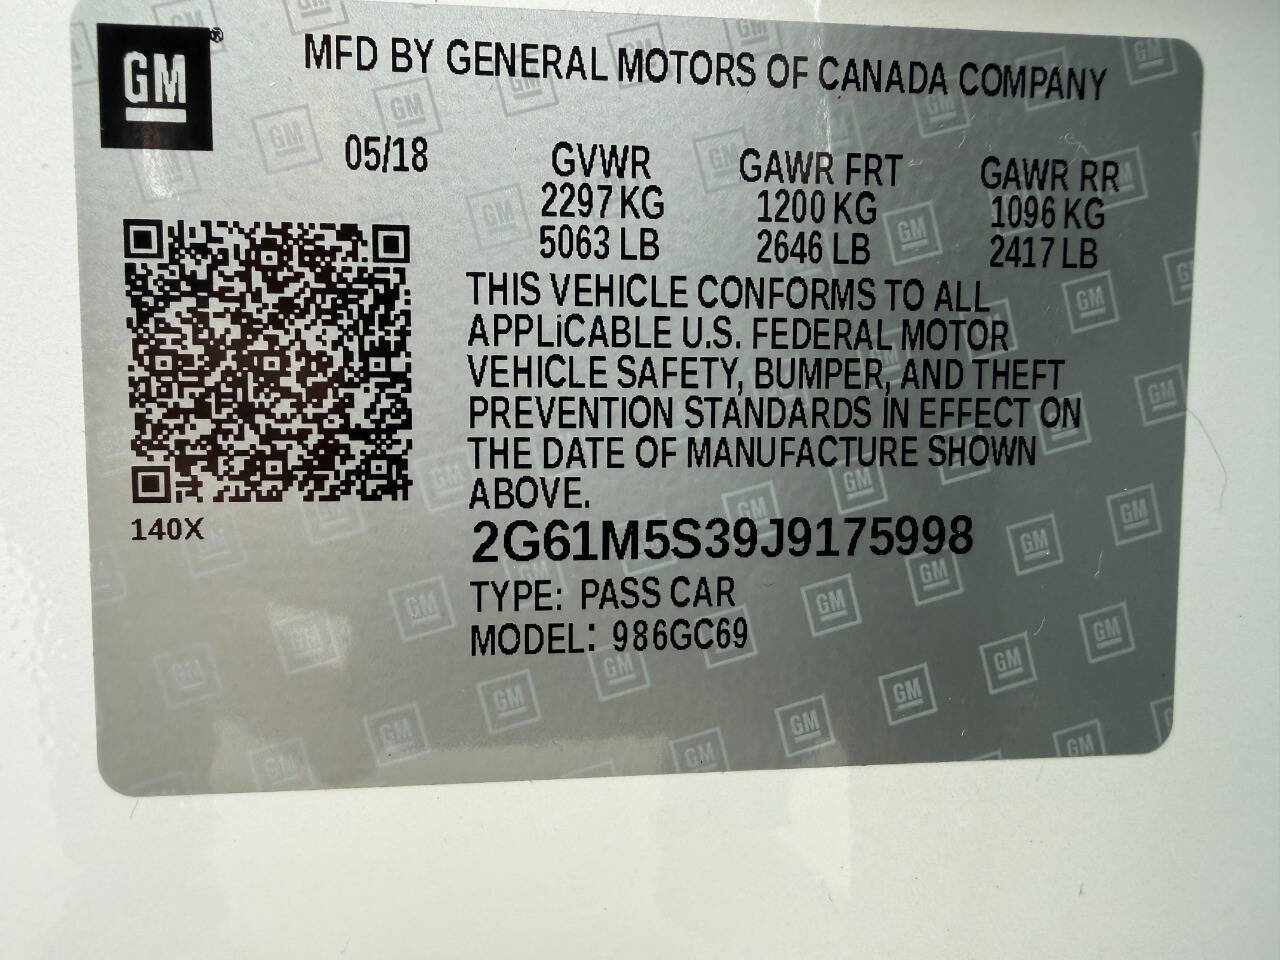 GM®
MFD BY GENERAL MOTORS OF CANADA COMPANY
05/18
GVWR GAWR FRT GAWR RR
2297 KG 1200 KG 1096 KG
5063 LB 2646 LB 2417 LB
THIS VEHICLE CONFORMS TO ALL
APPLiCABLE U.S. FEDERAL MOTOR
VEHICLE SAFETY, BUMPER, AND THEFT
PREVENTION STANDARDS IN EFFECT ON
THE DATE OF MANUFACTURE SHOWN
ABOVE.
140X
2G61M5S39J9175998
TYPE: PASS CAR
MODEL: 986GC69